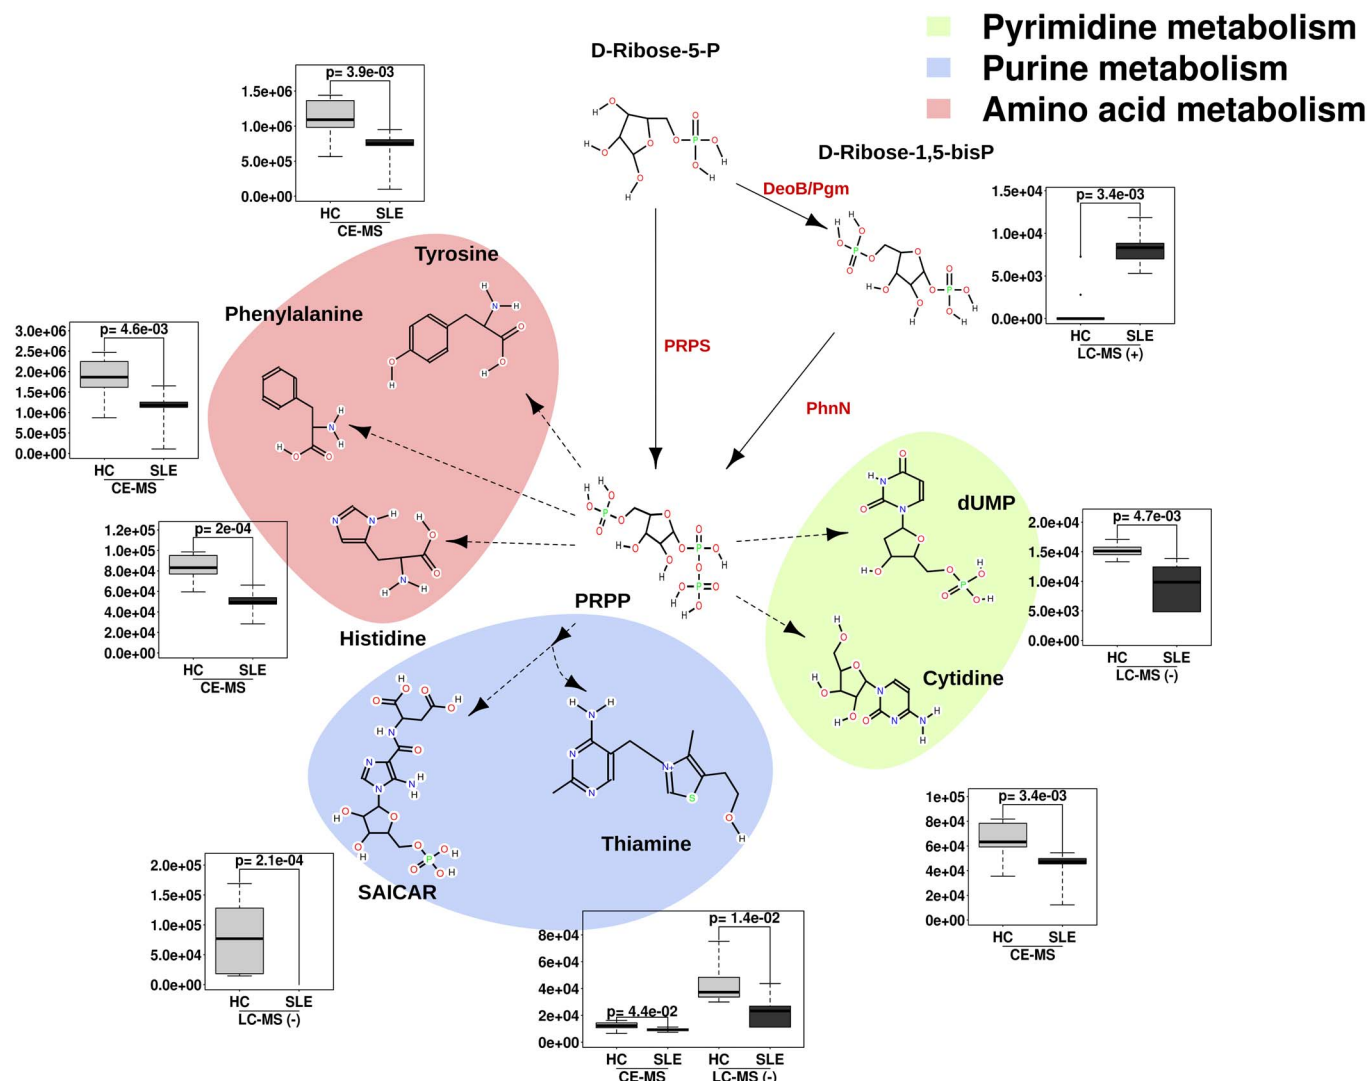 Pyrimidine metabolism
Purine metabolism
Amino acid metabolism
D-Ribose-5-P
D-Ribose-1,5-bisP
DeoB/Pgm
PRPS
PhnN
p= 3.9e-03
1.5e+06
1.0e+06
5.0e+05
0.0e+00
HC SLE
CE-MS
p= 3.4e-03
1.5e+04
1.0e+04
5.0e+03
0.0e+00
HC SLE
LC-MS (+)
Tyrosine
Phenylalanine
Histidine
p= 4.6e-03
3.0e+06
2.5e+06
2.0e+06
1.5e+06
1.0e+06
5.0e+05
0.0e+00
HC SLE
CE-MS
p= 2e-04
1.2e+05
1.0e+05
8.0e+04
6.0e+04
4.0e+04
2.0e+04
0.0e+00
HC SLE
CE-MS
PRPP
dUMP
Cytidine
p= 4.7e-03
2.0e+04
1.5e+04
1.0e+04
5.0e+03
0.0e+00
HC SLE
LC-MS (-)
SAICAR
Thiamine
p= 3.4e-03
1e+05
8e+04
6e+04
4e+04
2e+04
0e+00
HC SLE
CE-MS
p= 2.1e-04
2.0e+05
1.5e+05
1.0e+05
5.0e+04
0.0e+00
HC SLE
LC-MS (-)
p= 1.4e-02
8e+04
6e+04
4e+04
p= 4.4e-02
2e+04
0e+00
HC SLE HC SLE
CE-MS LC-MS (-)